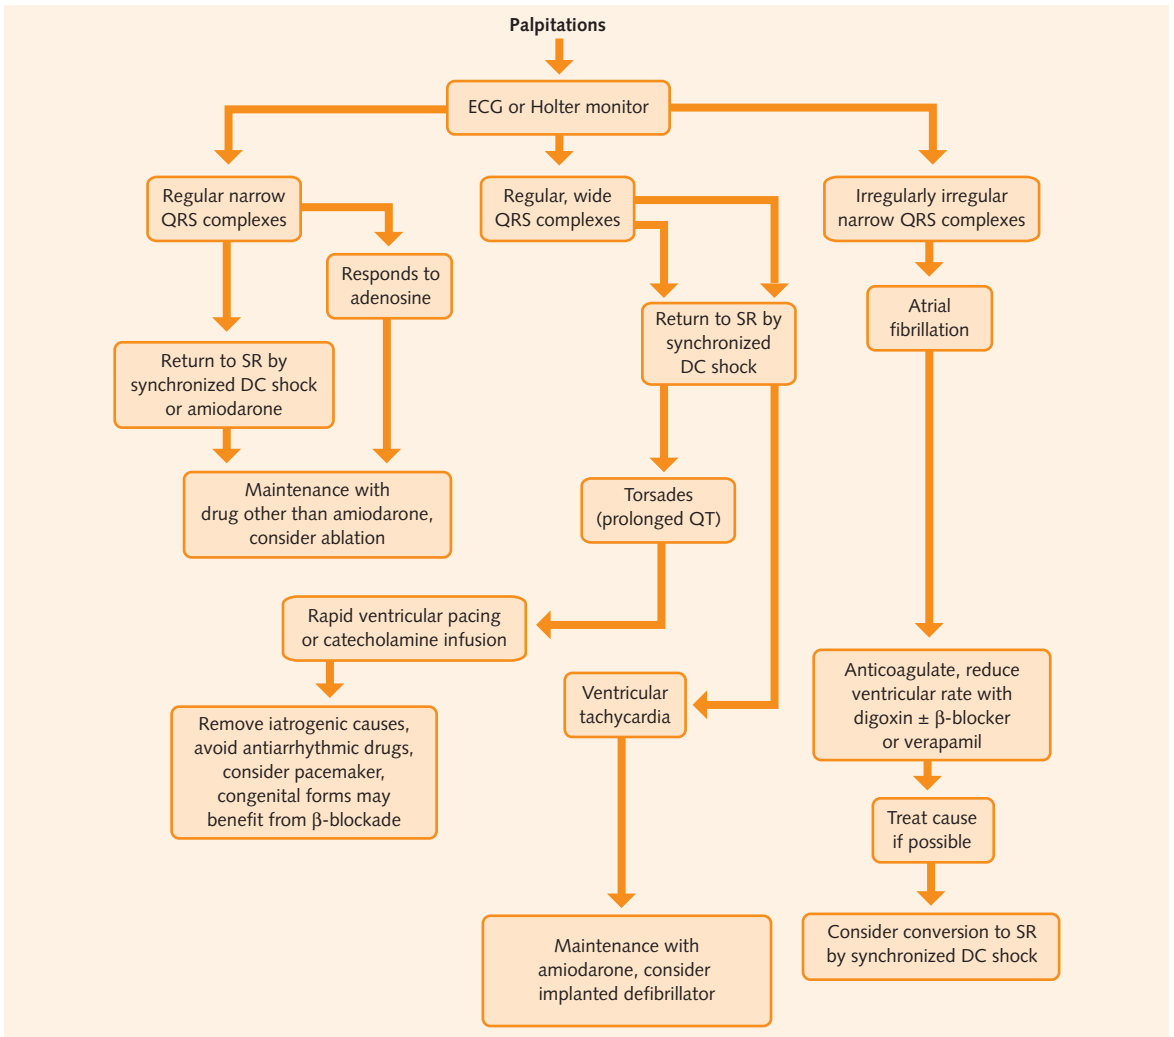 Palpitations
ECG or Holter monitor
Regular narrow
QRS complexes
Regular, wide
QRS complexes
Irregularly irregular
narrow QRS complexes
Responds to
adenosine
Atrial
fibrillation
Return to SR by
synchronized
DC shock
Return to SR by
synchronized DC shock
or amiodarone
Maintenance with
drug other than amiodarone,
consider ablation
Torsades
(prolonged QT)
Rapid ventricular pacing
or catecholamine infusion
Ventricular
tachycardia
Anticoagulate, reduce
ventricular rate with
digoxin ± β-blocker
or verapamil
Remove iatrogenic causes,
avoid antiarrhythmic drugs,
consider pacemaker,
congenital forms may
benefit from β-blockade
Treat cause
if possible
Maintenance with
amiodarone, consider
implanted defibrillator
Consider conversion to SR
by synchronized DC shock